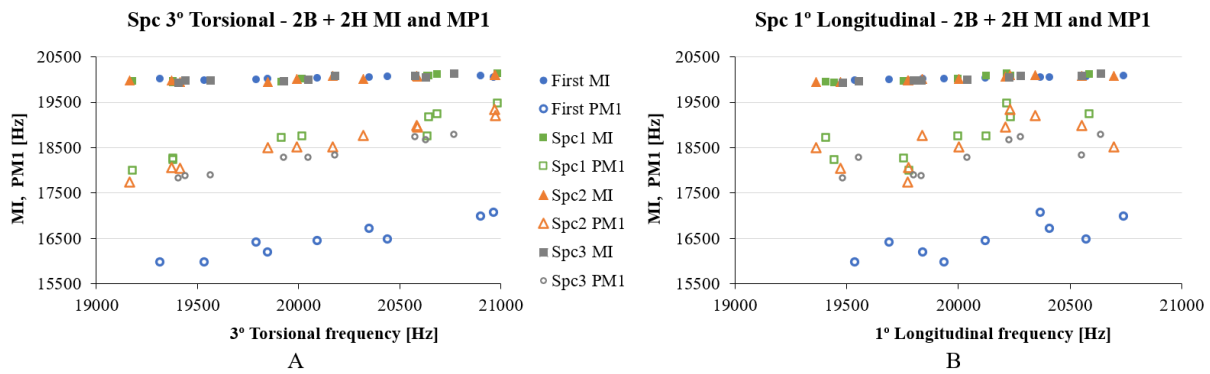 Spc 3º Torsional - 2B + 2H MI and MP1
MI, PM1 [Hz]
20500
19500
18500
17500
16500
15500
19000
19500
20000
20500
21000
3º Torsional frequency [Hz]
A
First MI
First PM1
Spc1 MI
Spc1 PM1
Spc2 MI
Spc2 PM1
Spc3 MI
Spc3 PM1
Spc 1º Longitudinal - 2B + 2H MI and MP1
MI, PM1 [Hz]
20500
19500
18500
17500
16500
15500
19000
19500
20000
20500
21000
1º Longitudinal frequency [Hz]
B